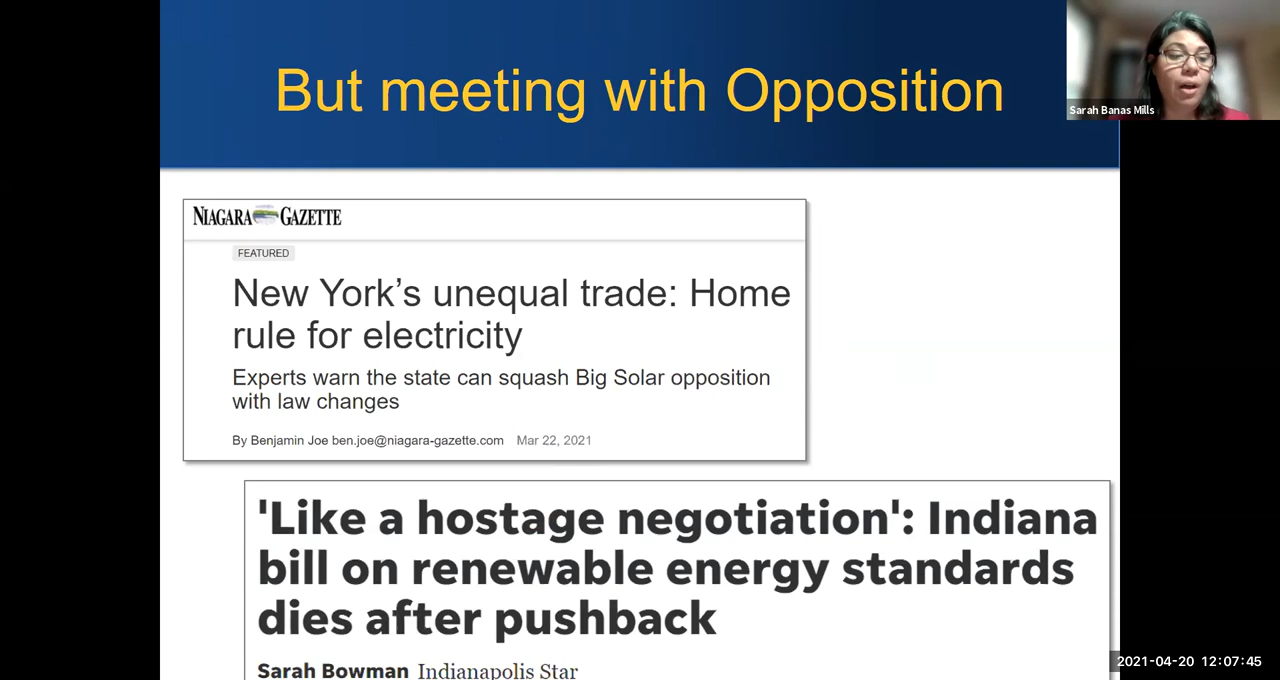 But meeting with Opposition
Sarah Banas Mills
NIAGARA GAZETTE
FEATURED
New York’s unequal trade: Home
rule for electricity
Experts warn the state can squash Big Solar opposition
with law changes
By Benjamin Joe ben.joe@niagara-gazette.com Mar 22, 2021
'Like a hostage negotiation': Indiana
bill on renewable energy standards
dies after pushback
Sarah Bowman Indianapolis Star
2021-04-20 12:07:45